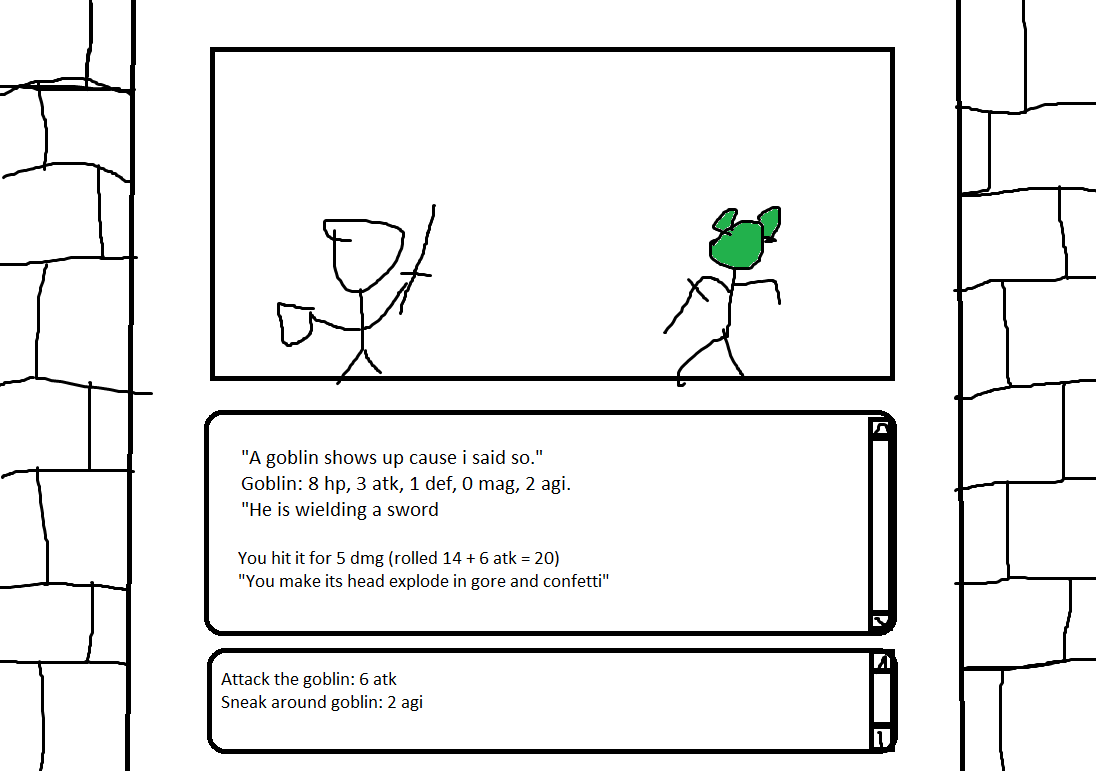 "A goblin shows up cause i said so."
Goblin: 8 hp, 3 atk, 1 def, 0 mag, 2 agi.
"He is wielding a sword
You hit it for 5 dmg (rolled 14 + 6 atk = 20)
"You make its head explode in gore and confetti"
Attack the goblin: 6 atk
Sneak around goblin: 2 agi